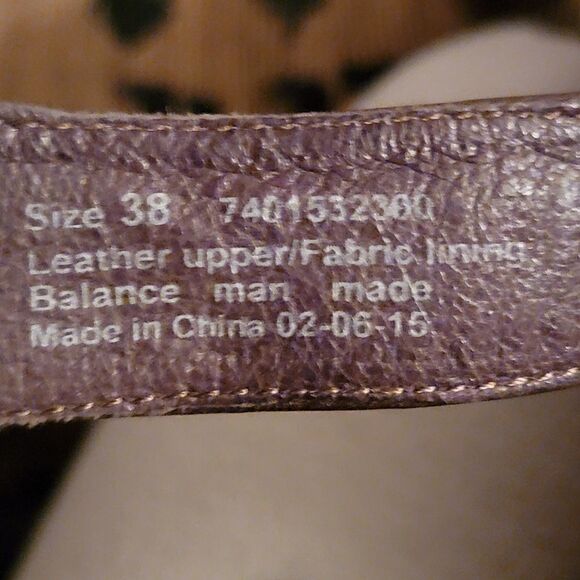 Size 38 7401532300
Leather upper/Fabric lining
Balance man made
Made in China 02-06-15